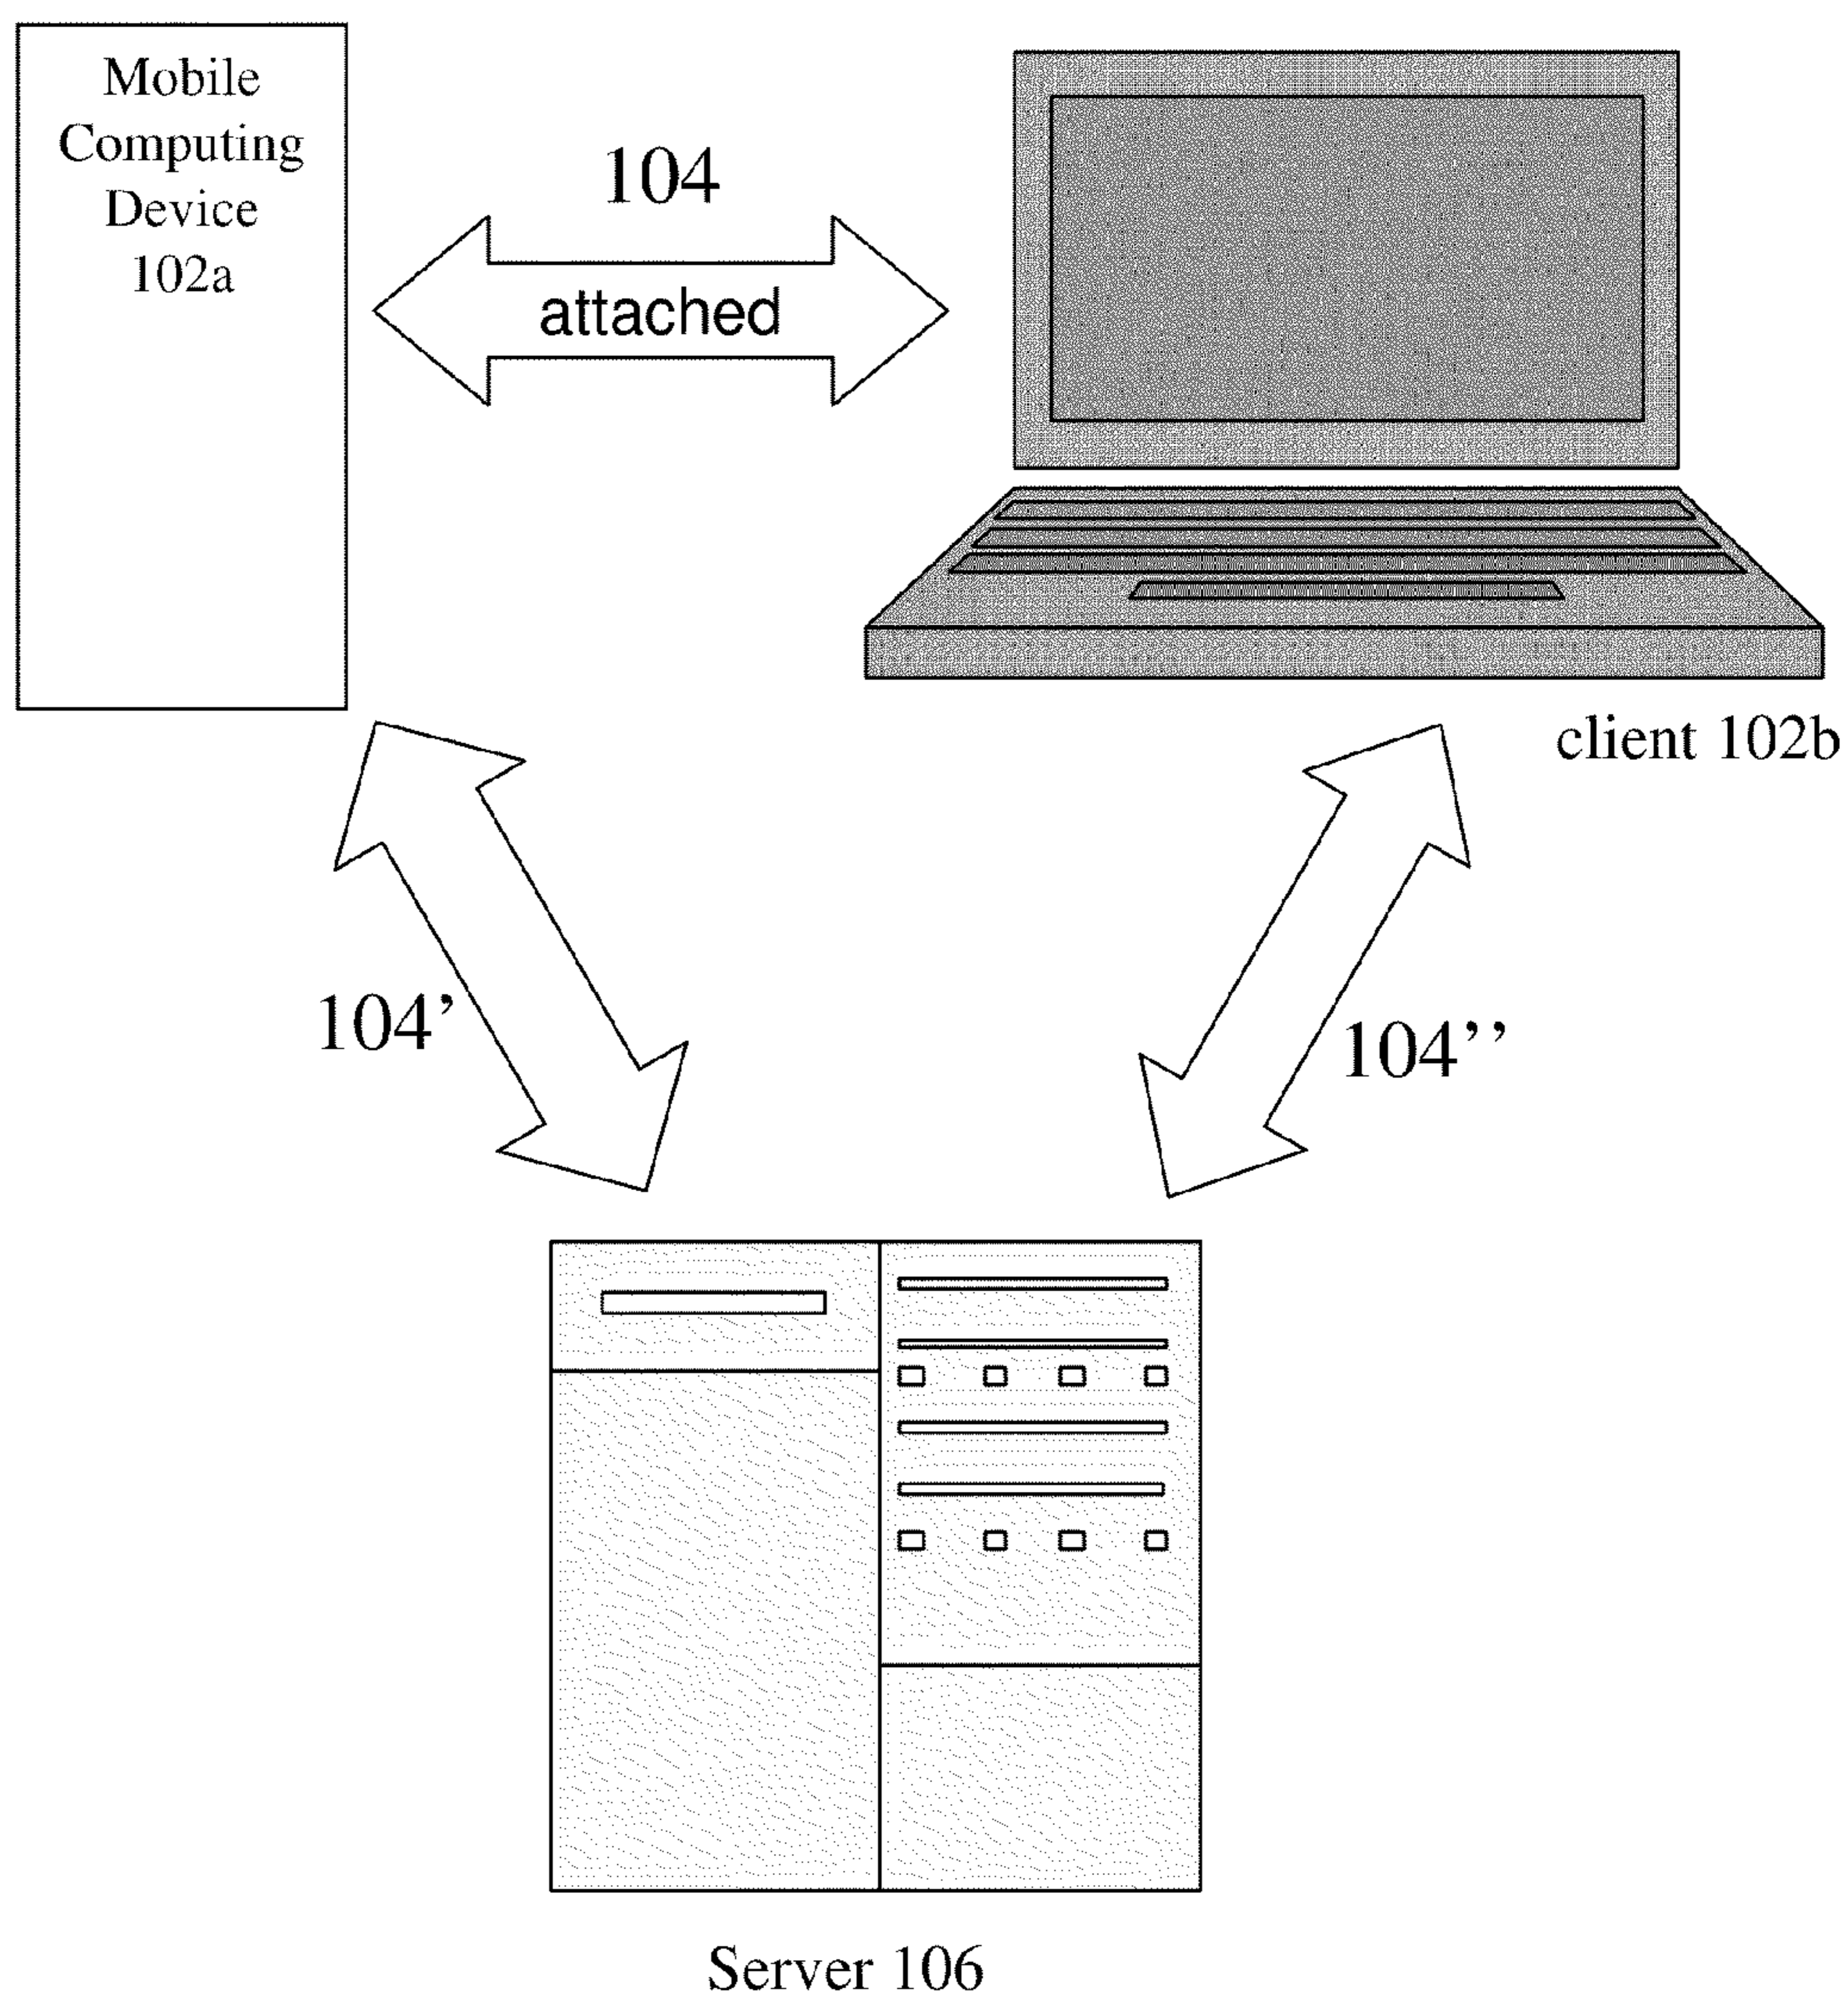 Mobile
Computing
Device
102a
104
attached
client 102b
104’
104’’
Server 106